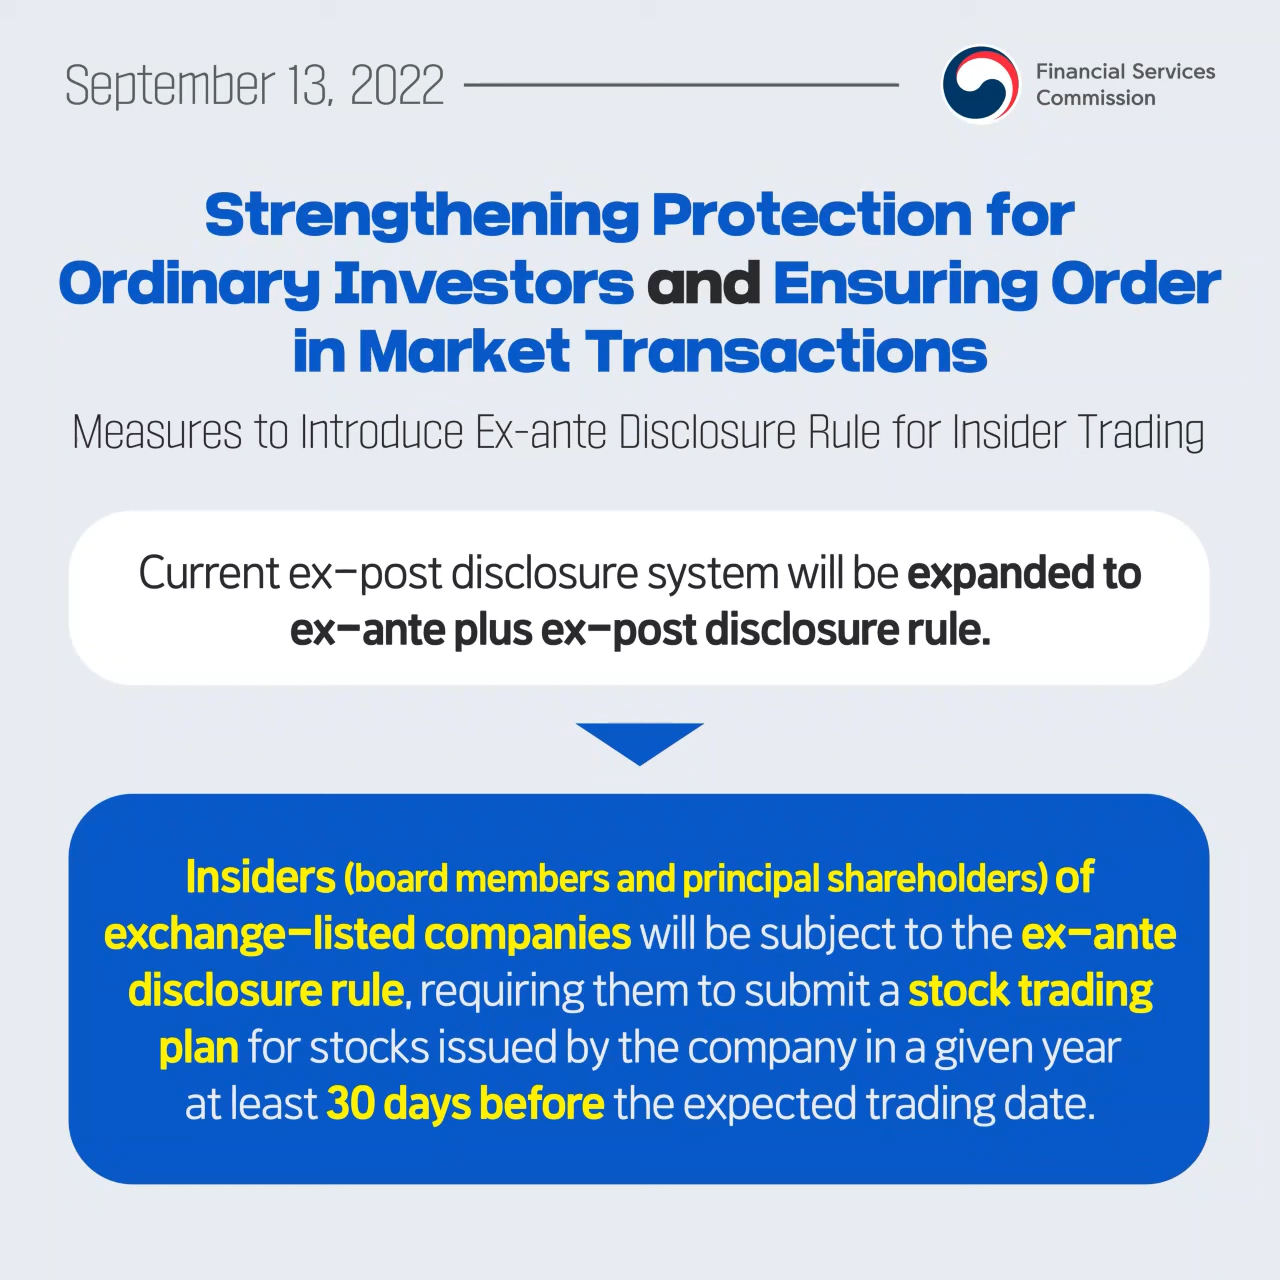 September 13, 2022
Financial Services
Commission
Strengthening Protection for
Ordinary Investors and Ensuring Order
in Market Transactions
Measures to Introduce Ex-ante Disclosure Rule for Insider Trading
Current ex-post disclosure system will be expanded to
ex-ante plus ex-post disclosure rule.
Insiders (board members and principal shareholders) of
exchange-listed companies will be subject to the ex-ante
disclosure rule, requiring them to submit a stock trading
plan for stocks issued by the company in a given year
at least 30 days before the expected trading date.